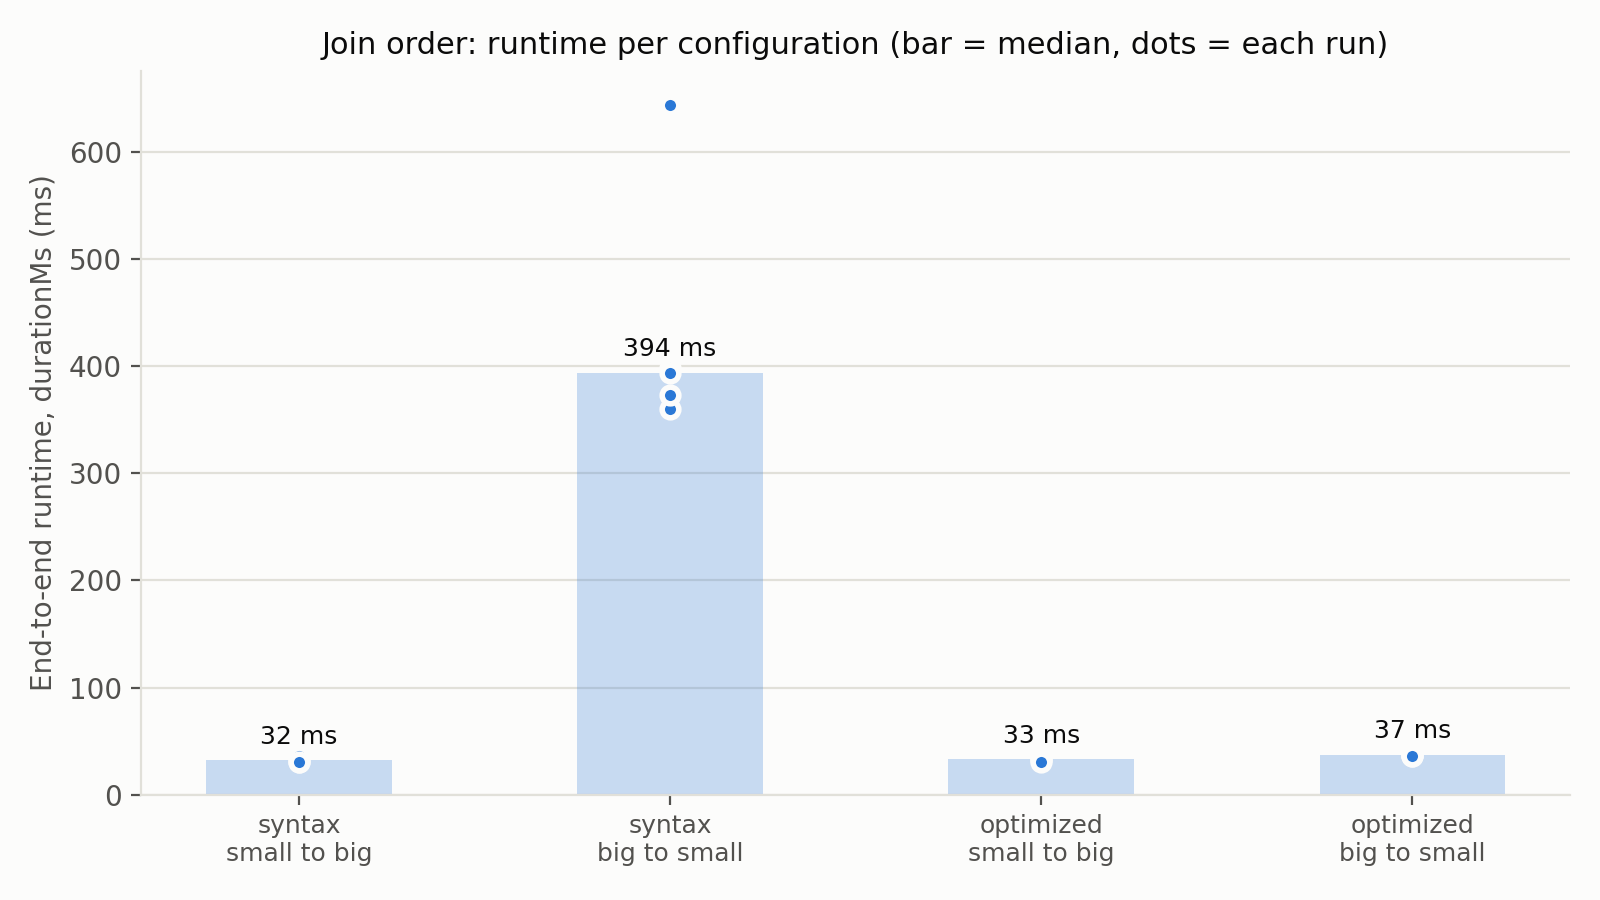 Join order: runtime per configuration (bar = median, dots = each run)
End-to-end runtime, durationMs (ms)
600
500
400
300
200
100
0
32 ms
394 ms
33 ms
37 ms
syntax
small to big
syntax
big to small
optimized
small to big
optimized
big to small